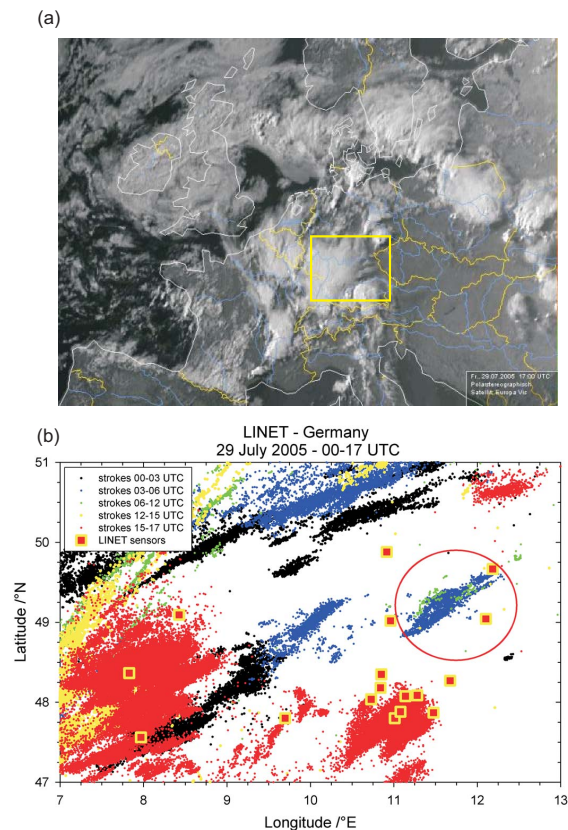 (a)
Fr., 29.07.2005 17:00 UTC
Polarstereographisch
Satellit: Europa Vis
(b)
LINET - Germany
29 July 2005 - 00-17 UTC
strokes 00-03 UTC
strokes 03-06 UTC
strokes 06-12 UTC
strokes 12-15 UTC
strokes 15-17 UTC
LINET sensors
Latitude /°N
51
50
49
48
47
7 8 9 10 11 12 13
Longitude /°E